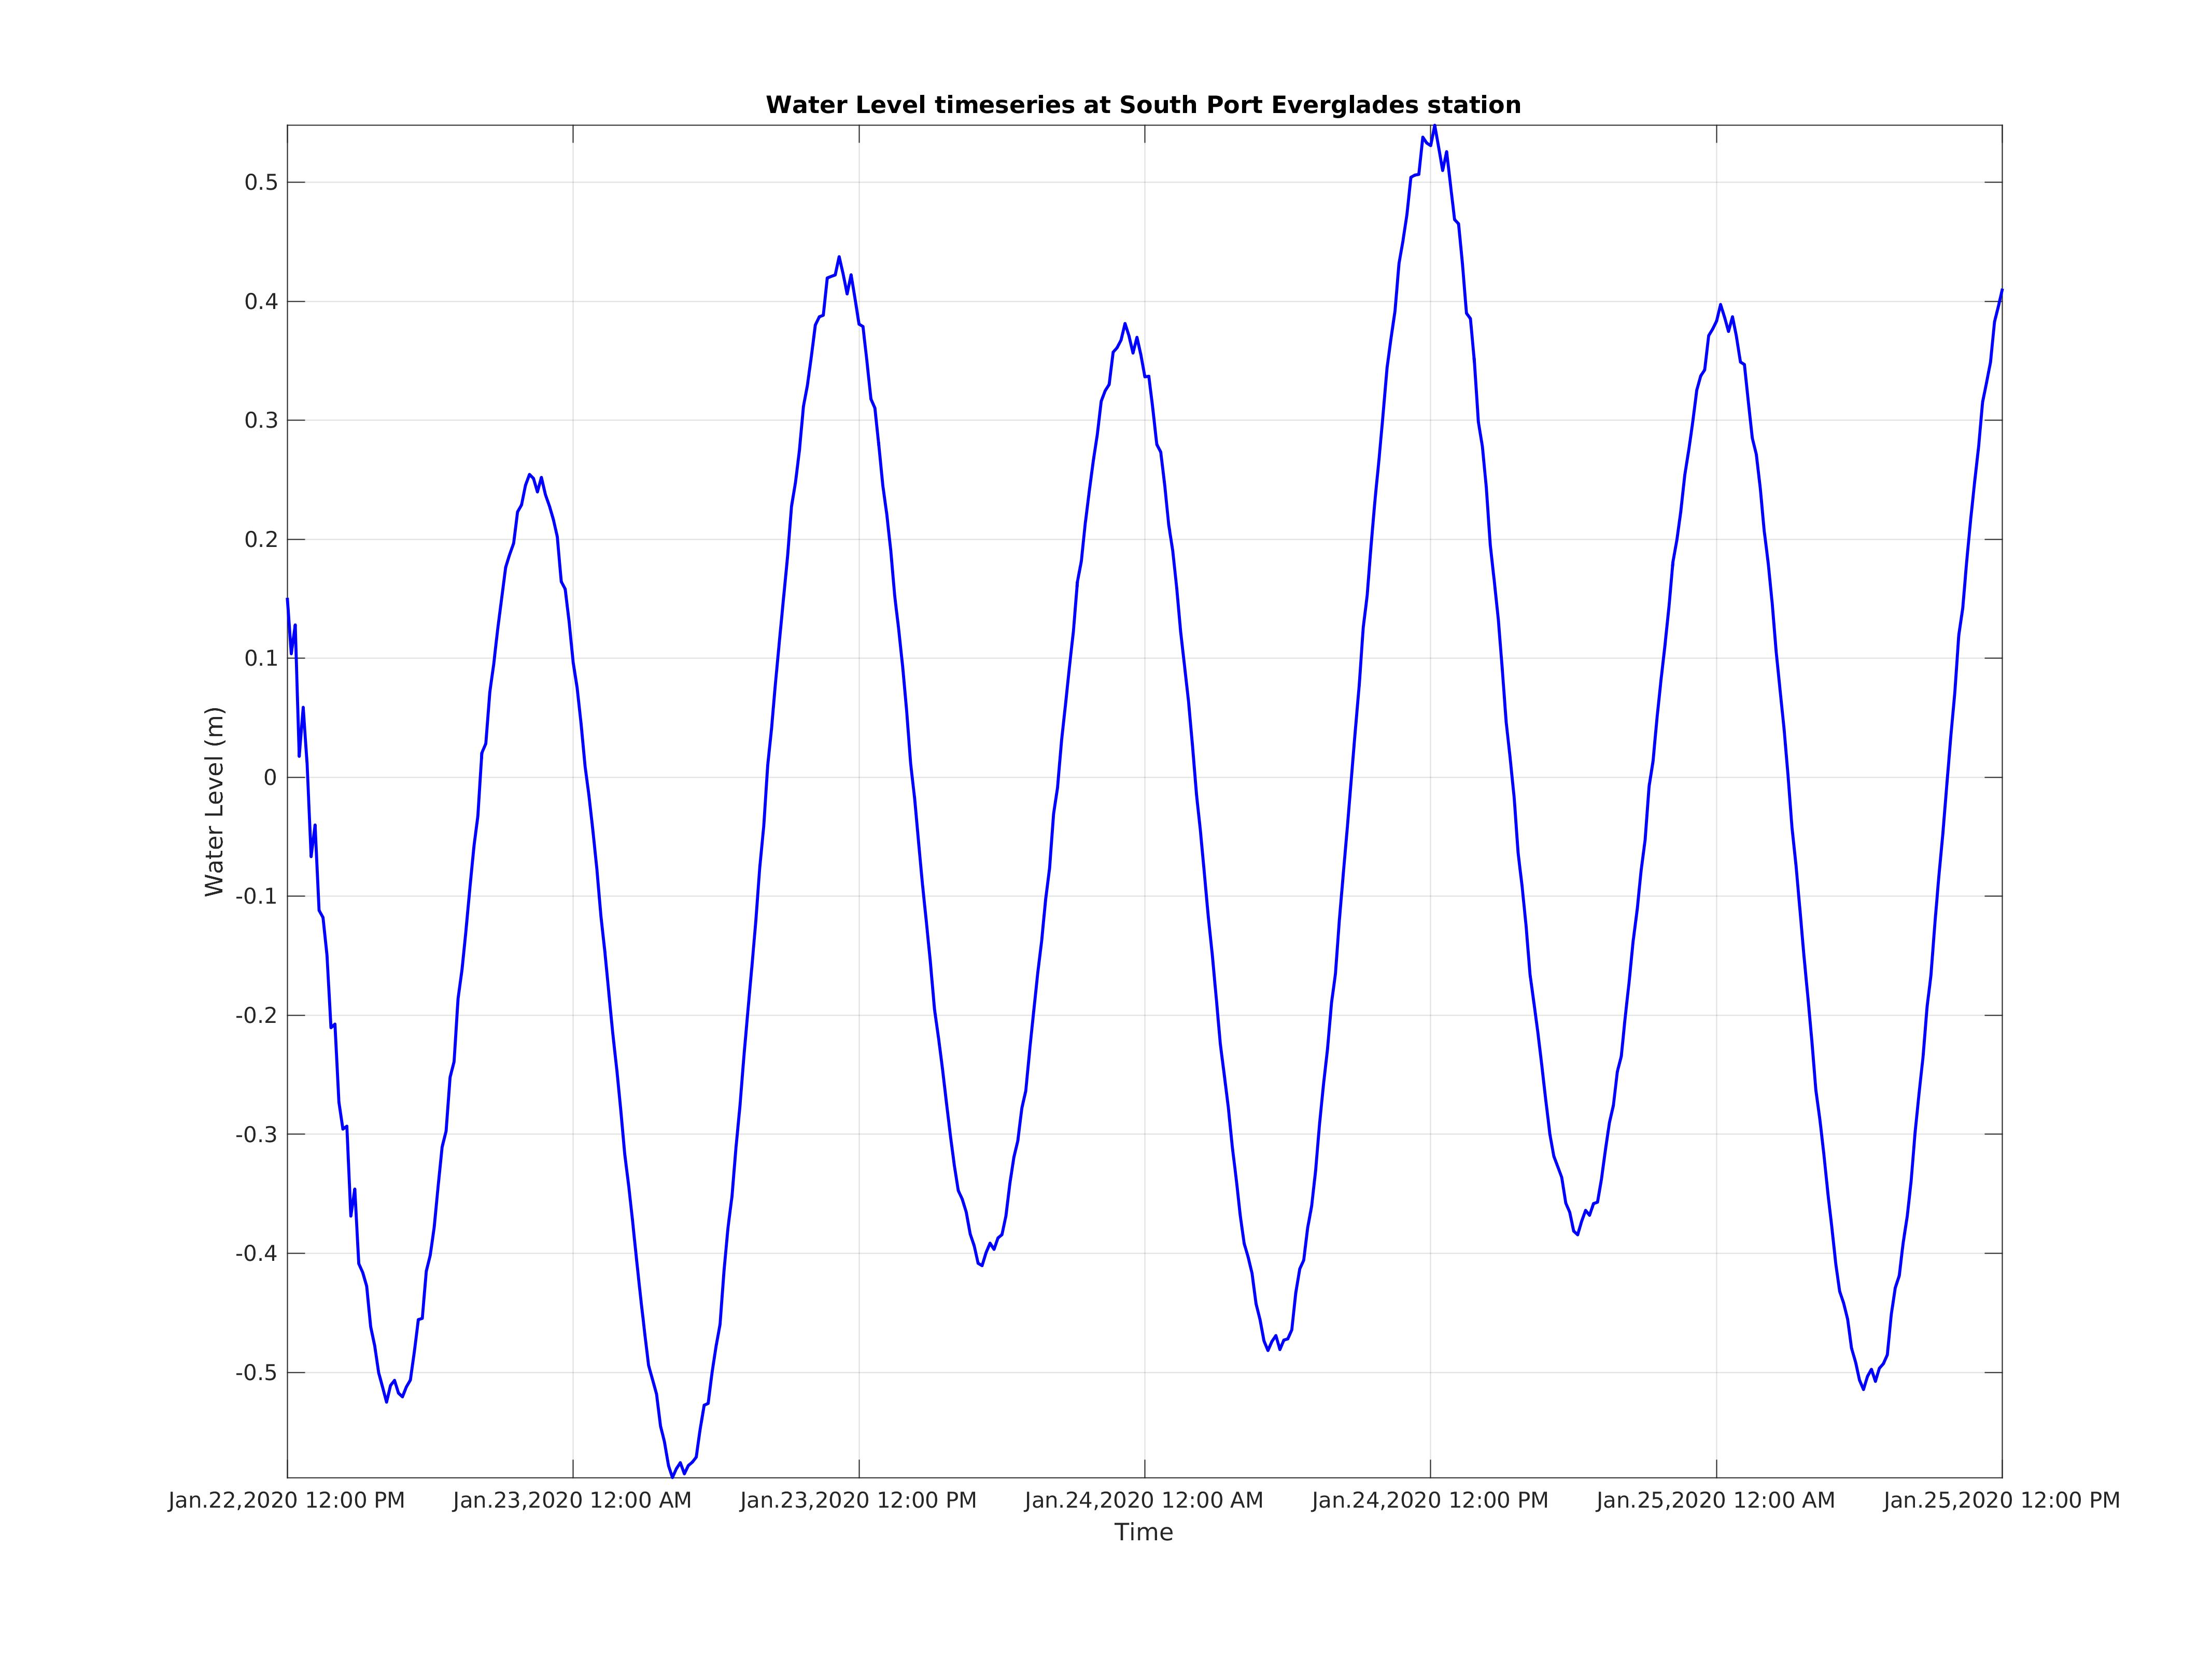 Water Level timeseries at South Port Everglades station
0.5
0.4
0.3
0.2
0.1
0
-0.1
-0.2
-0.3
-0.4
-0.5
Water Level (m)
Jan.22,2020 12:00 PM
Jan.23,2020 12:00 AM
Jan.23,2020 12:00 PM
Jan.24,2020 12:00 AM
Jan.24,2020 12:00 PM
Jan.25,2020 12:00 AM
Jan.25,2020 12:00 PM
Time